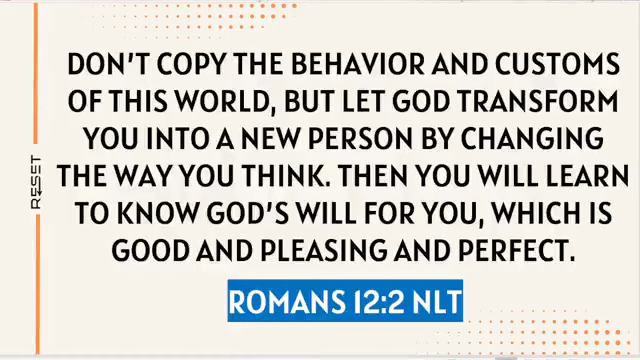 DON'T COPY THE BEHAVIOR AND CUSTOMS
OF THIS WORLD, BUT LET GOD TRANSFORM
YOU INTO A NEW PERSON BY CHANGING
THE WAY YOU THINK. THEN YOU WILL LEARN
TO KNOW GOD'S WILL FOR YOU, WHICH IS
GOOD AND PLEASING AND PERFECT.
ROMANS 12:2 NLT
RESET